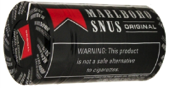 MARLBORO
SNUS ORIGINAL
WARNING: This product
is not a safe alternative
to cigarettes.